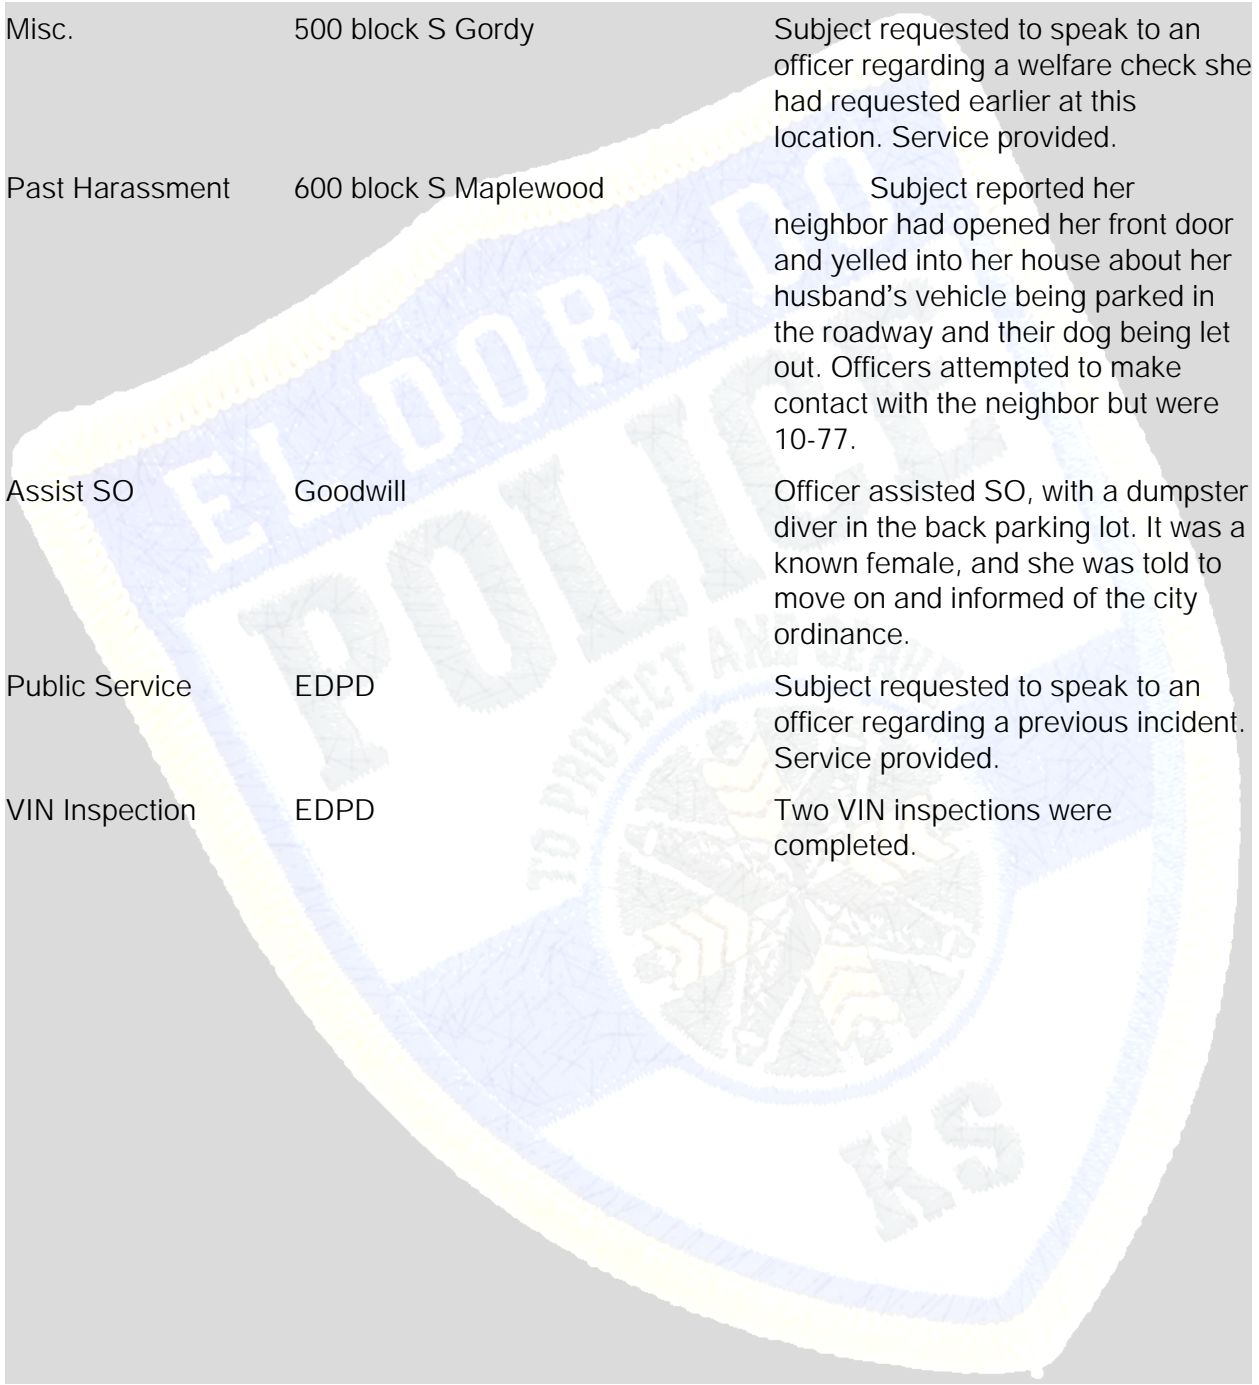 Misc. 500 block S Gordy Subject requested to speak to an
officer regarding a welfare check she
had requested earlier at this
location. Service provided.
Past Harassment 600 block S Maplewood Subject reported her
neighbor had opened her front door
and yelled into her house about her
husband's vehicle being parked in
the roadway and their dog being let
out. Officers attempted to make
contact with the neighbor but were
10-77.
Assist SO Goodwill Officer assisted SO, with a dumpster
diver in the back parking lot. It was a
known female, and she was told to
move on and informed of the city
ordinance.
Public Service EDPD Subject requested to speak to an
officer regarding a previous incident.
Service provided.
VIN Inspection EDPD Two VIN inspections were
completed.
EL DORADO
POLICE
TO PROTECT AND SERVE
KS